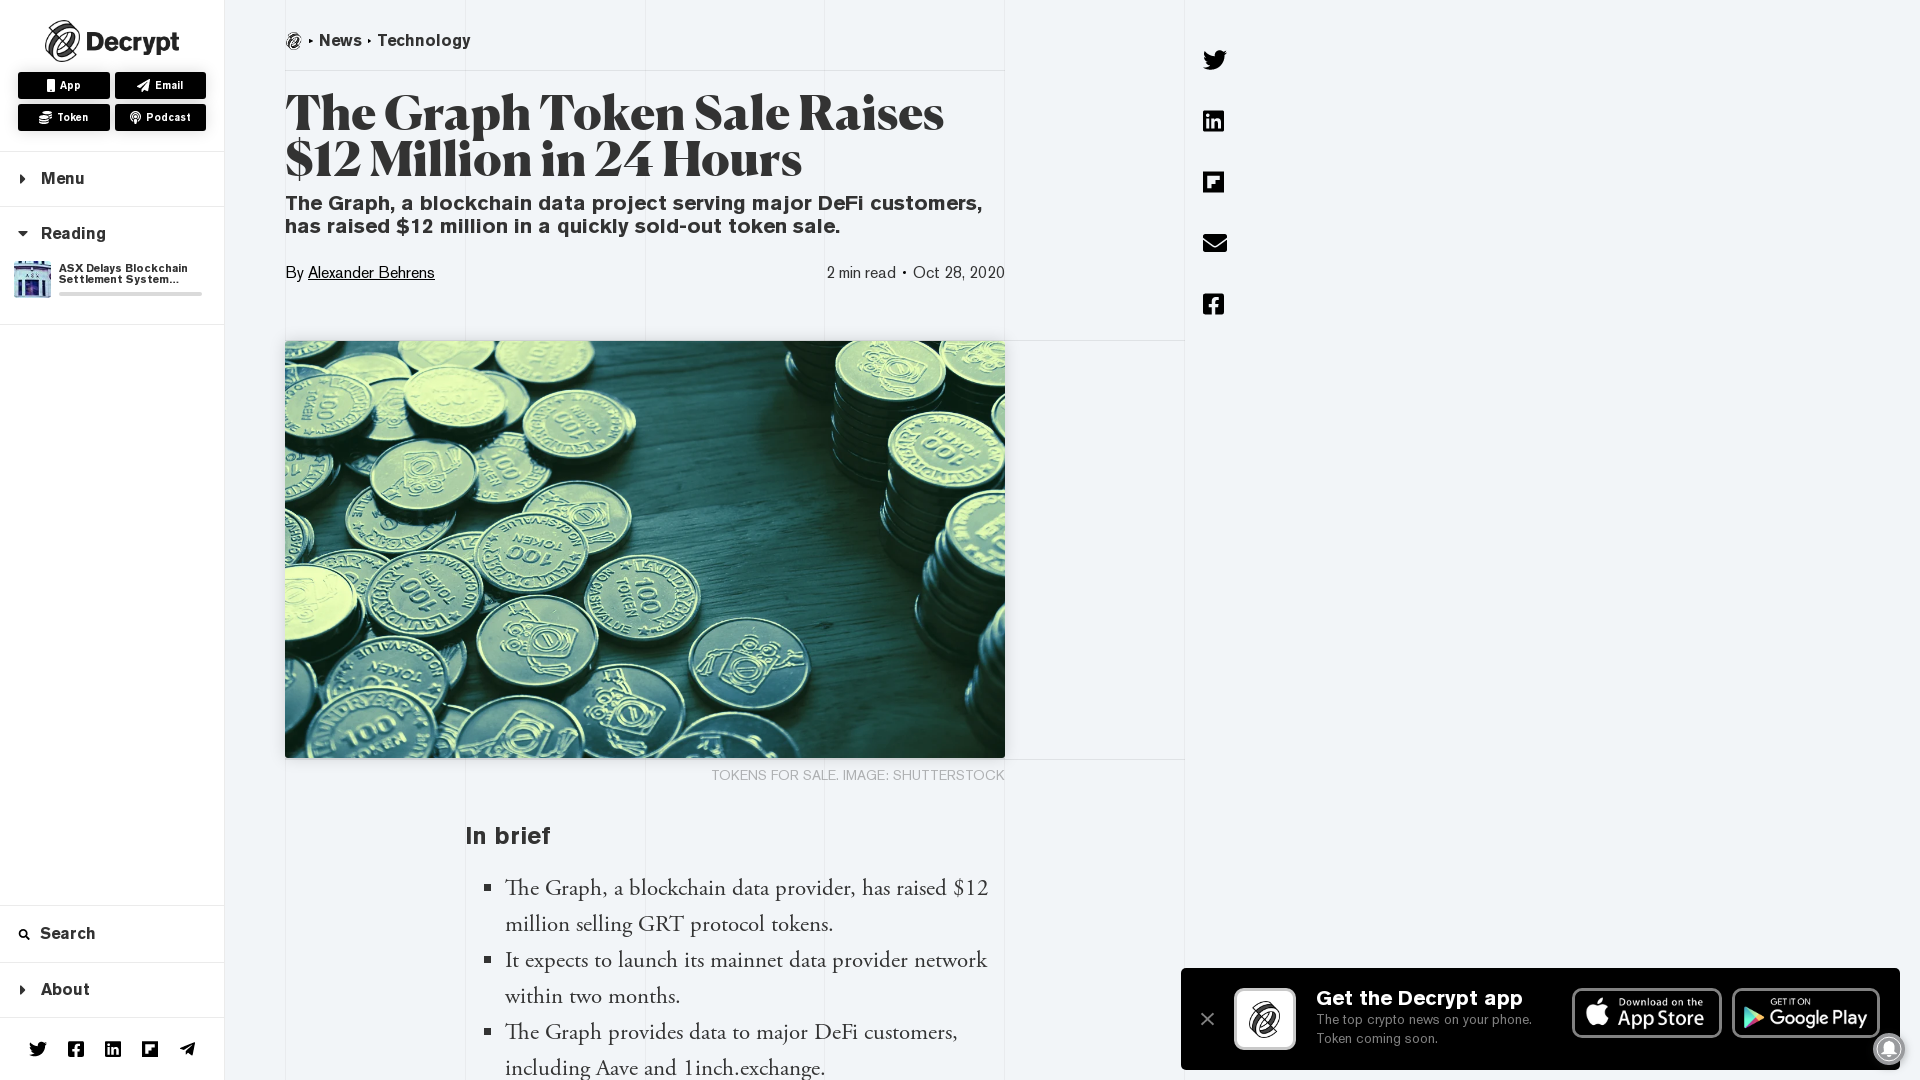 Decrypt
App
Email
Token
Podcast
Menu
Reading
ASX Delays Blockchain
Settlement System...
Search
About
News
Technology
The Graph Token Sale Raises
$12 Million in 24 Hours
The Graph, a blockchain data project serving major DeFi customers,
has raised $12 million in a quickly sold-out token sale.
By Alexander Behrens
2 min read • Oct 28, 2020
100
TOKEN
NO CASH VALUE
TOKENS FOR SALE. IMAGE: SHUTTERSTOCK
In brief
The Graph, a blockchain data provider, has raised $12
million selling GRT protocol tokens.
It expects to launch its mainnet data provider network
within two months.
The Graph provides data to major DeFi customers,
including Aave and 1inch.exchange.
Get the Decrypt app
The top crypto news on your phone.
Token coming soon.
Download on the
App Store
GET IT ON
Google Play